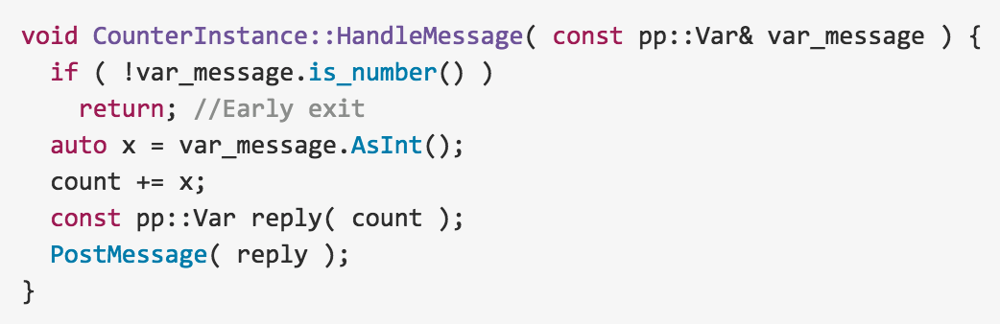 void CounterInstance::HandleMessage( const pp::Var& var_message ) {
if ( !var_message.is_number() )
return; //Early exit
auto x = var_message.AsInt();
count += x;
const pp::Var reply( count );
PostMessage( reply );
}